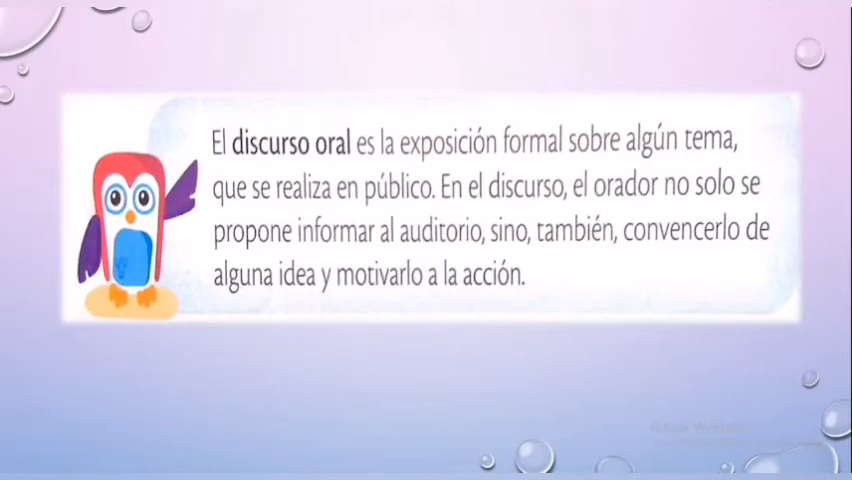 El discurso oral es la exposición formal sobre algún tema,
que se realiza en público. En el discurso, el orador no solo se
propone informar al auditorio, sino, también, convencerlo de
alguna idea y motivarlo a la acción.